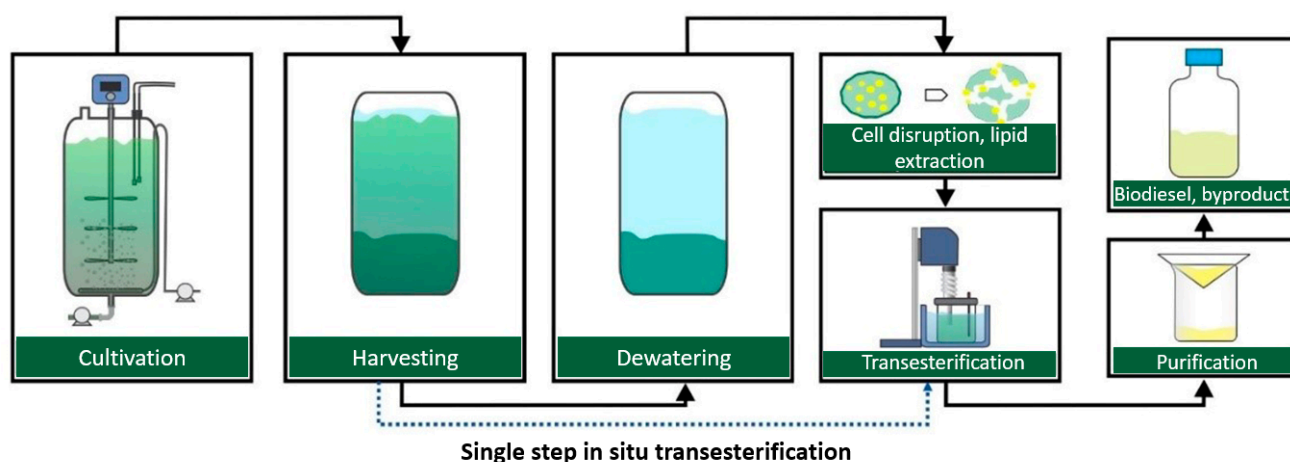 Cultivation
Harvesting
Dewatering
Cell disruption, lipid
extraction
Transesterification
Biodiesel, byproduct
Purification
Single step in situ transesterification